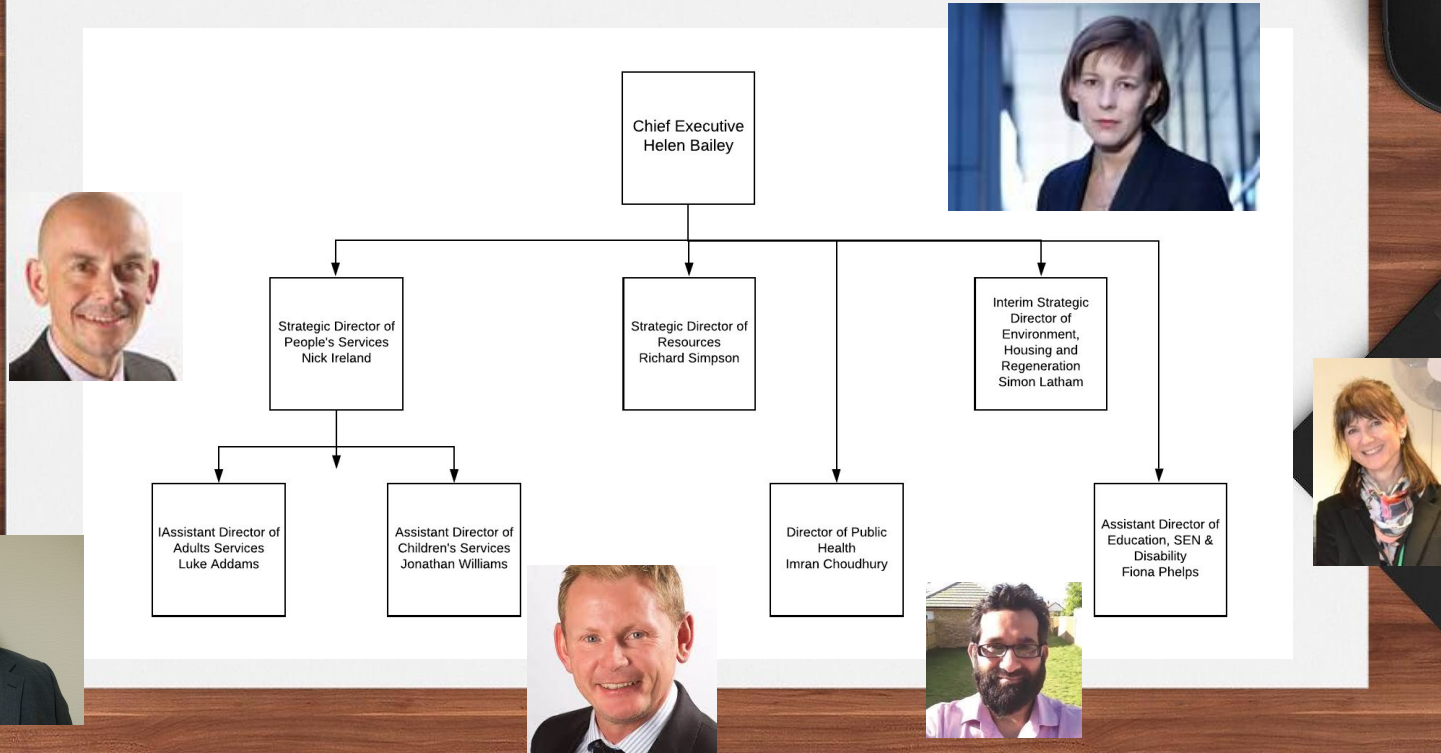 Chief Executive
Helen Bailey
Strategic Director of
People's Services
Nick Ireland
Strategic Director of
Resources
Richard Simpson
Interim Strategic
Director of
Environment,
Housing and
Regeneration
Simon Latham
IAssistant Director of
Adults Services
Luke Addams
Assistant Director of
Children's Services
Jonathan Williams
Director of Public
Health
Imran Choudhury
Assistant Director of
Education, SEN &
Disability
Fiona Phelps